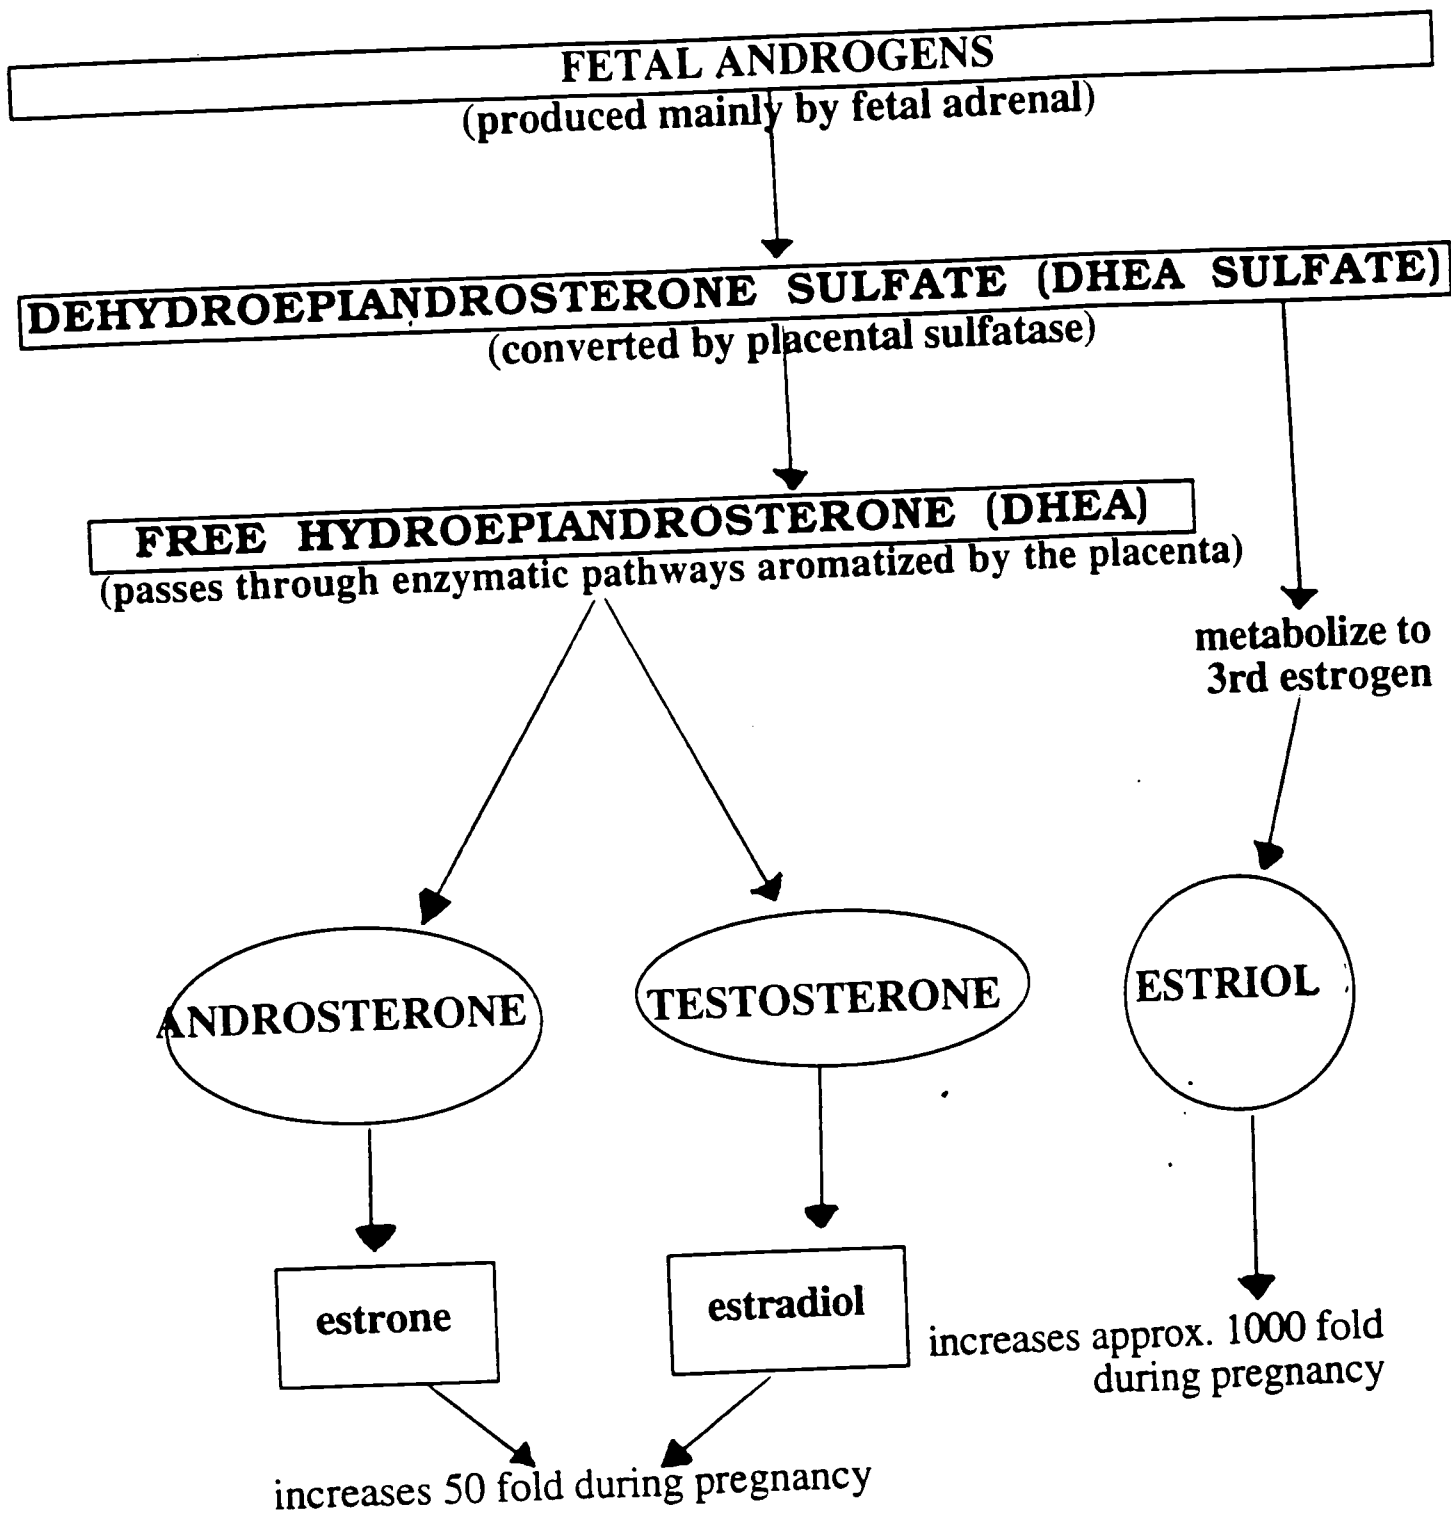 FETAL ANDROGENS
(produced mainly by fetal adrenal)
DEHYDROEPIANDROSTERONE SULFATE (DHEA SULFATE)
(converted by placental sulfatase)
FREE HYDROEPIANDROSTERONE (DHEA)
(passes through enzymatic pathways aromatized by the placenta)
metabolize to
3rd estrogen
ANDROSTERONE
TESTOSTERONE
ESTRIOL
estrone
estradiol
increases approx. 1000 fold
during pregnancy
increases 50 fold during pregnancy